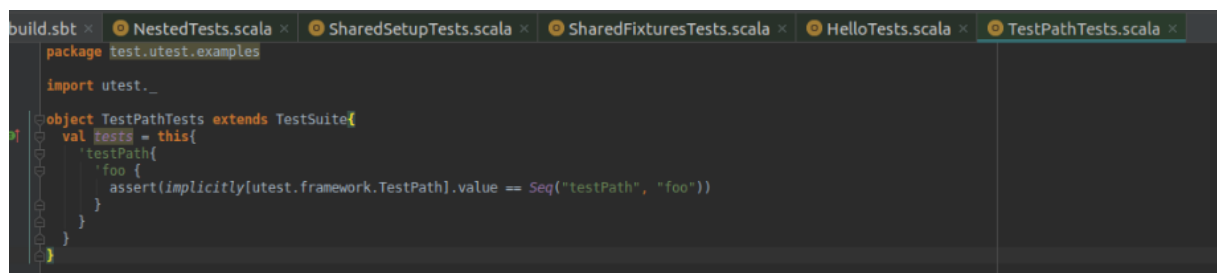 build.sbt × NestedTests.scala × SharedSetupTests.scala × SharedFixturesTests.scala × HelloTests.scala × TestPathTests.scala ×
package test.utest.examples
import utest._
object TestPathTests extends TestSuite{
val tests = this{
'testPath{
'foo {
assert(implicitly[utest.framework.TestPath].value == Seq("testPath", "foo"))
}
}
}
}